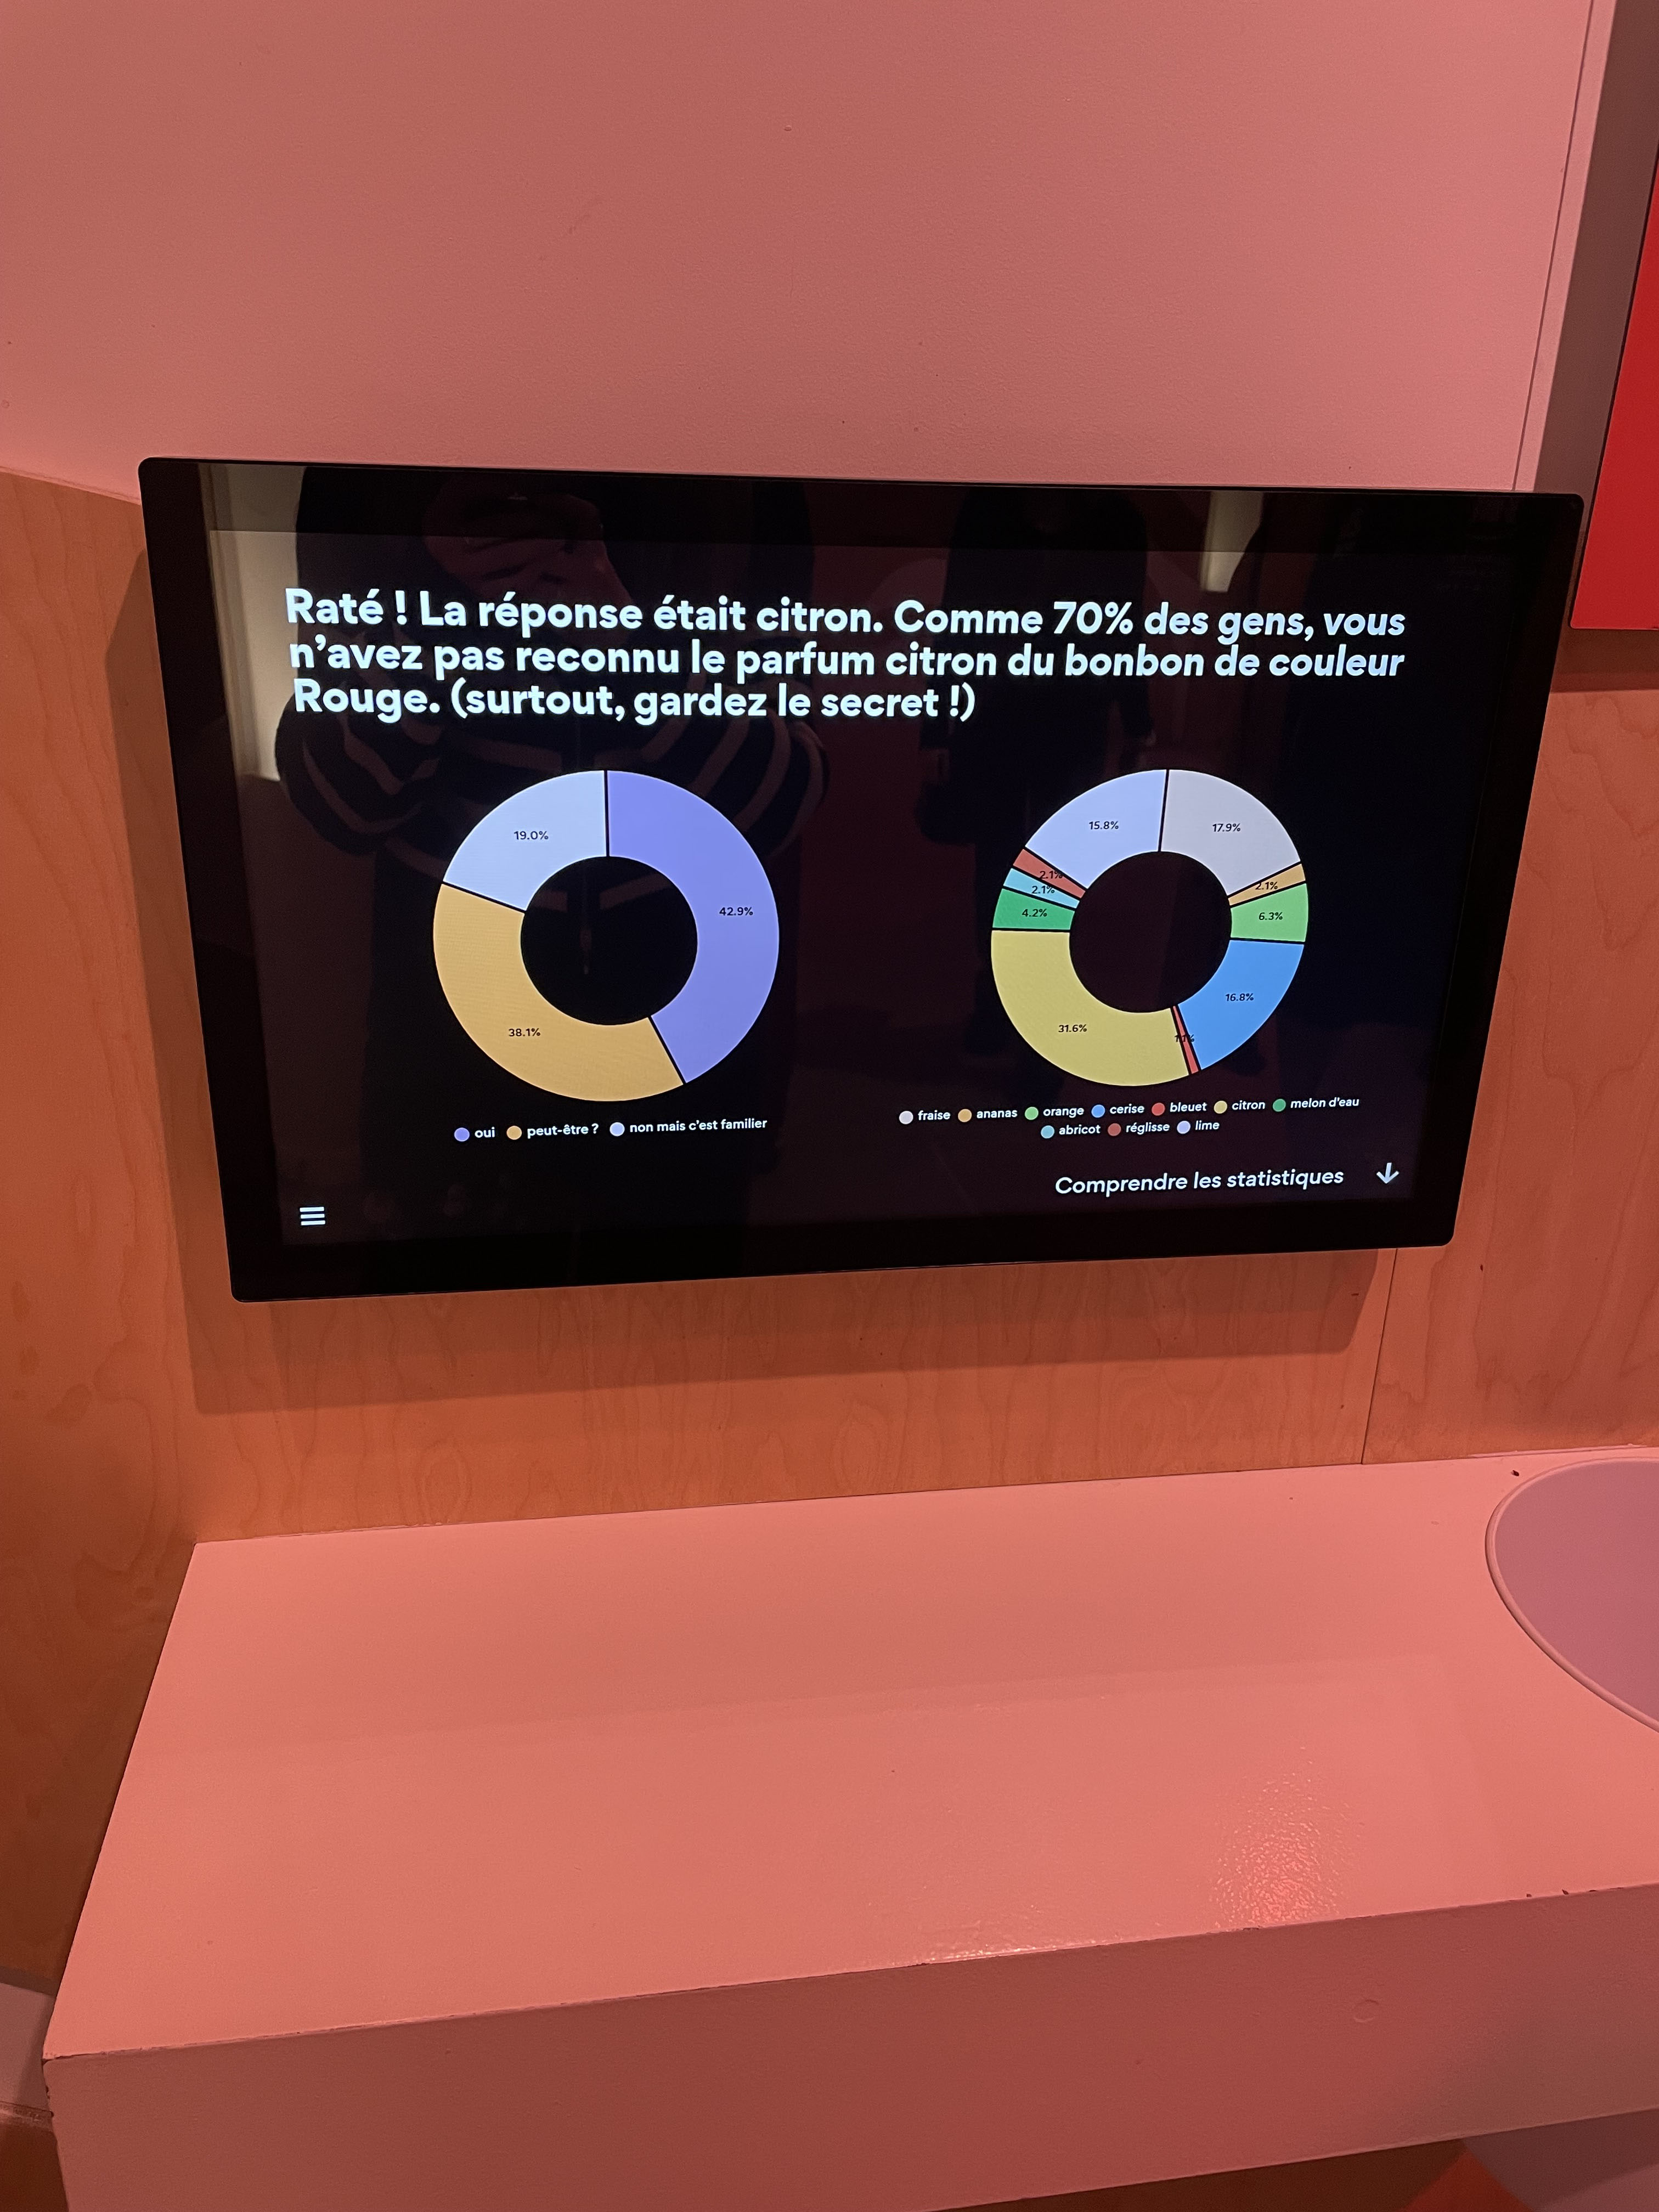 Raté ! La réponse était citron. Comme 70% des gens, vous
n'avez pas reconnu le parfum citron du bonbon de couleur
Rouge. (surtout, gardez le secret !)
19.0%
42.9%
38.1%
oui peut-être ? non mais c'est familier
15.8%
17.9%
2.1%
2.1%
2.1%
4.2%
6.3%
16.8%
31.6%
fraise ananas orange cerise bleuet citron melon d'eau
abricot réglisse lime
Comprendre les statistiques